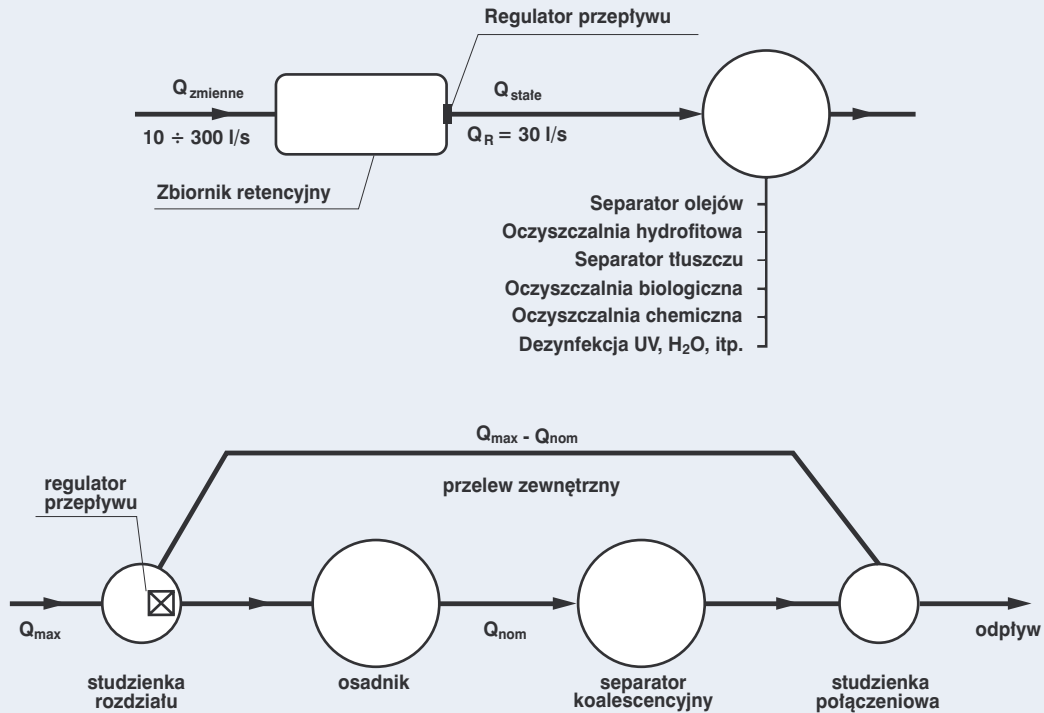 Regulator przepływu
Q zmienne
10 ÷ 300 l/s
Q stałe
Q_R = 30 l/s
Zbiornik retencyjny
Separator olejów
Oczyszczalnia hydrofitowa
Separator tłuszczu
Oczyszczalnia biologiczna
Oczyszczalnia chemiczna
Dezynfekcja UV, H₂O, itp.
Qmax - Qnom
regulator
przepływu
przelew zewnętrzny
Qmax
Qnom
odpływ
studzienka
rozdziału
osadnik
separator
koalescencyjny
studzienka
połączeniowa